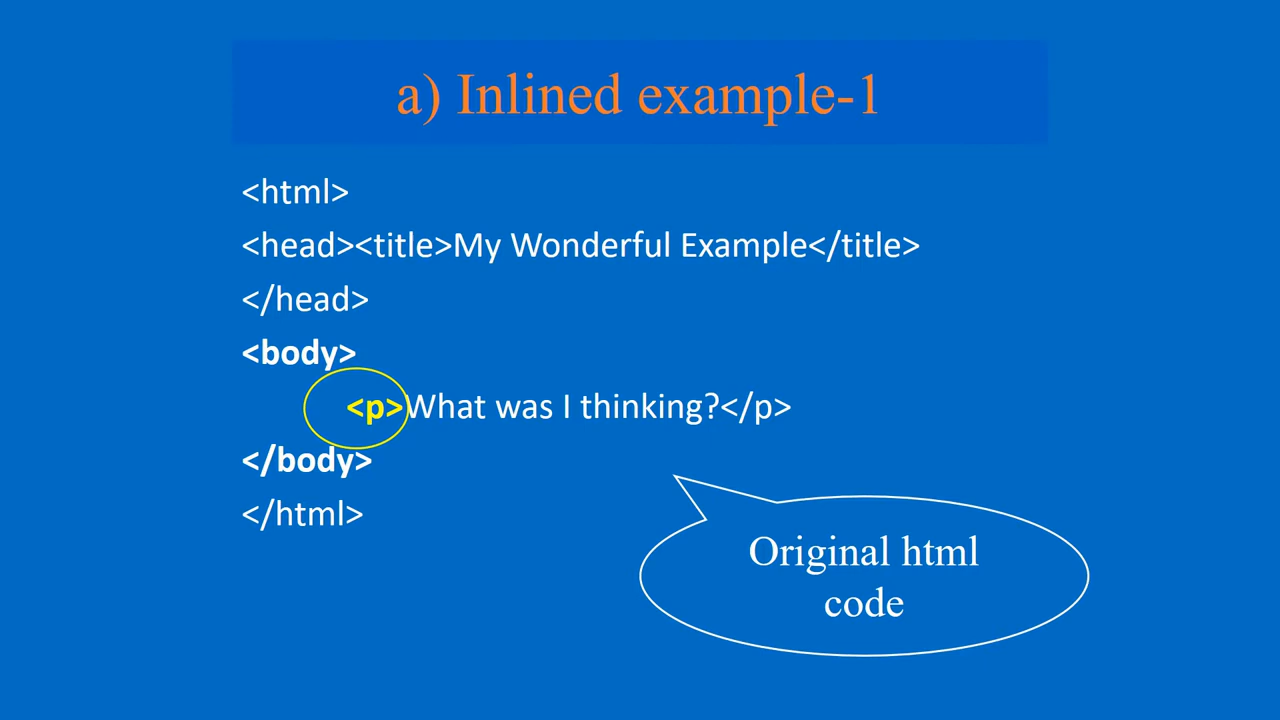 a) Inlined example-1
<html>
<head><title>My Wonderful Example</title>
</head>
<body>
<p>What was I thinking?</p>
</body>
</html>
Original html
code